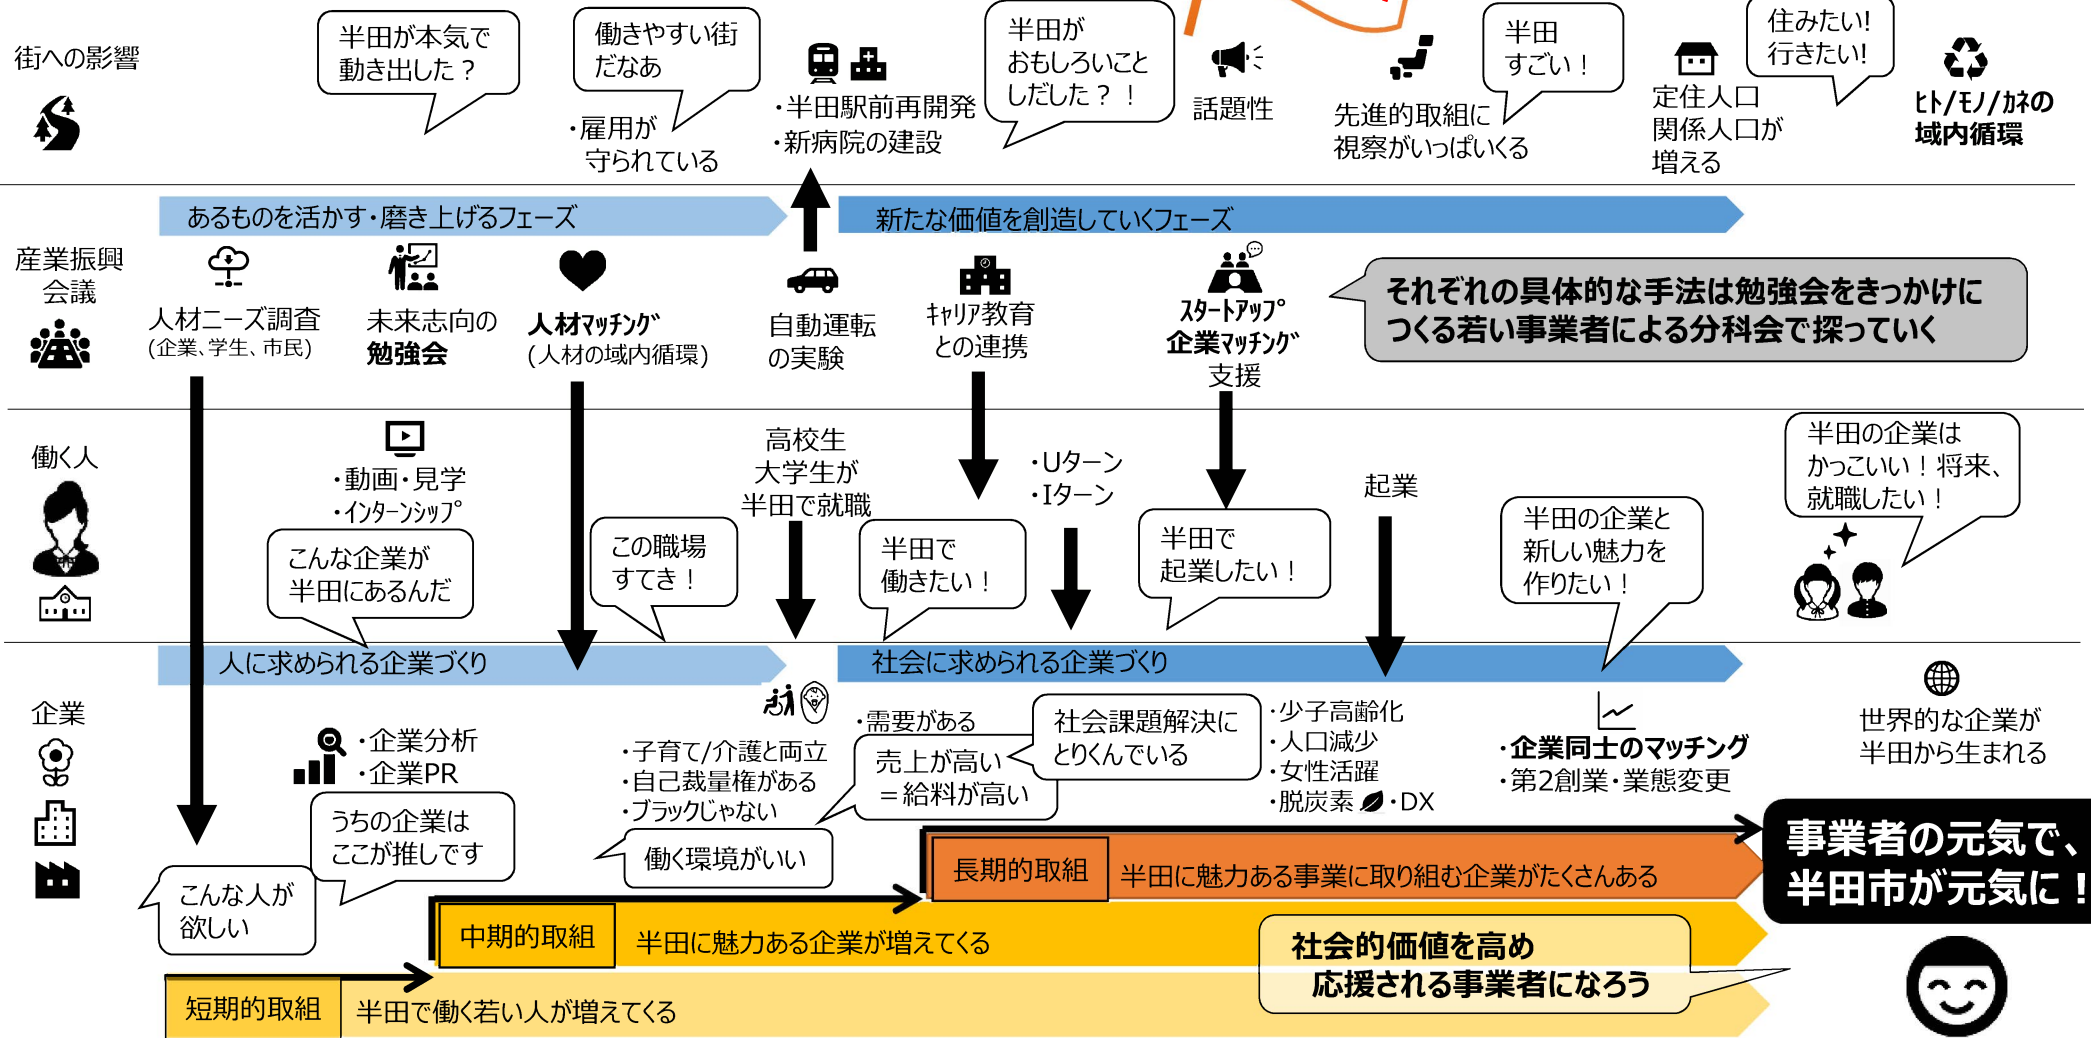 街への影響
半田が本気で
動き出した？
働きやすい街
だなあ
・雇用が
守られている
・半田駅前再開発
・新病院の建設
半田が
おもしろいこと
しだした？！
話題性
先進的取組に
視察がいっぱいくる
半田
すごい！
定住人口
関係人口が
増える
住みたい!
行きたい!
ﾋﾄ/ﾓﾉ/ｶﾈの
域内循環
あるものを活かす・磨き上げるフェーズ
新たな価値を創造していくフェーズ
産業振興
会議
人材ニーズ調査
(企業、学生、市民)
未来志向の
勉強会
人材ﾏｯﾁﾝｸﾞ
(人材の域内循環)
自動運転
の実験
ｷｬﾘｱ教育
との連携
ｽﾀｰﾄｱｯﾌﾟ
企業ﾏｯﾁﾝｸﾞ
支援
それぞれの具体的な手法は勉強会をきっかけに
つくる若い事業者による分科会で探っていく
働く人
・動画・見学
・ｲﾝﾀｰﾝｼｯﾌﾟ
こんな企業が
半田にあるんだ
この職場
すてき！
高校生
大学生が
半田で就職
半田で
働きたい！
・Uターン
・Iターン
半田で
起業したい！
起業
半田の企業と
新しい魅力を
作りたい！
半田の企業は
かっこいい！将来、
就職したい！
人に求められる企業づくり
社会に求められる企業づくり
企業
・企業分析
・企業PR
うちの企業は
ここが推しです
こんな人が
欲しい
・子育て/介護と両立
・自己裁量権がある
・ブラックじゃない
働く環境がいい
・需要がある
売上が高い
＝給料が高い
社会課題解決に
とりくんでいる
・少子高齢化
・人口減少
・女性活躍
・脱炭素・DX
・企業同士のマッチング
・第2創業・業態変更
世界的な企業が
半田から生まれる
長期的取組
半田に魅力ある事業に取り組む企業がたくさんある
事業者の元気で、
半田市が元気に！
中期的取組
半田に魅力ある企業が増えてくる
社会的価値を高め
応援される事業者になろう
短期的取組
半田で働く若い人が増えてくる